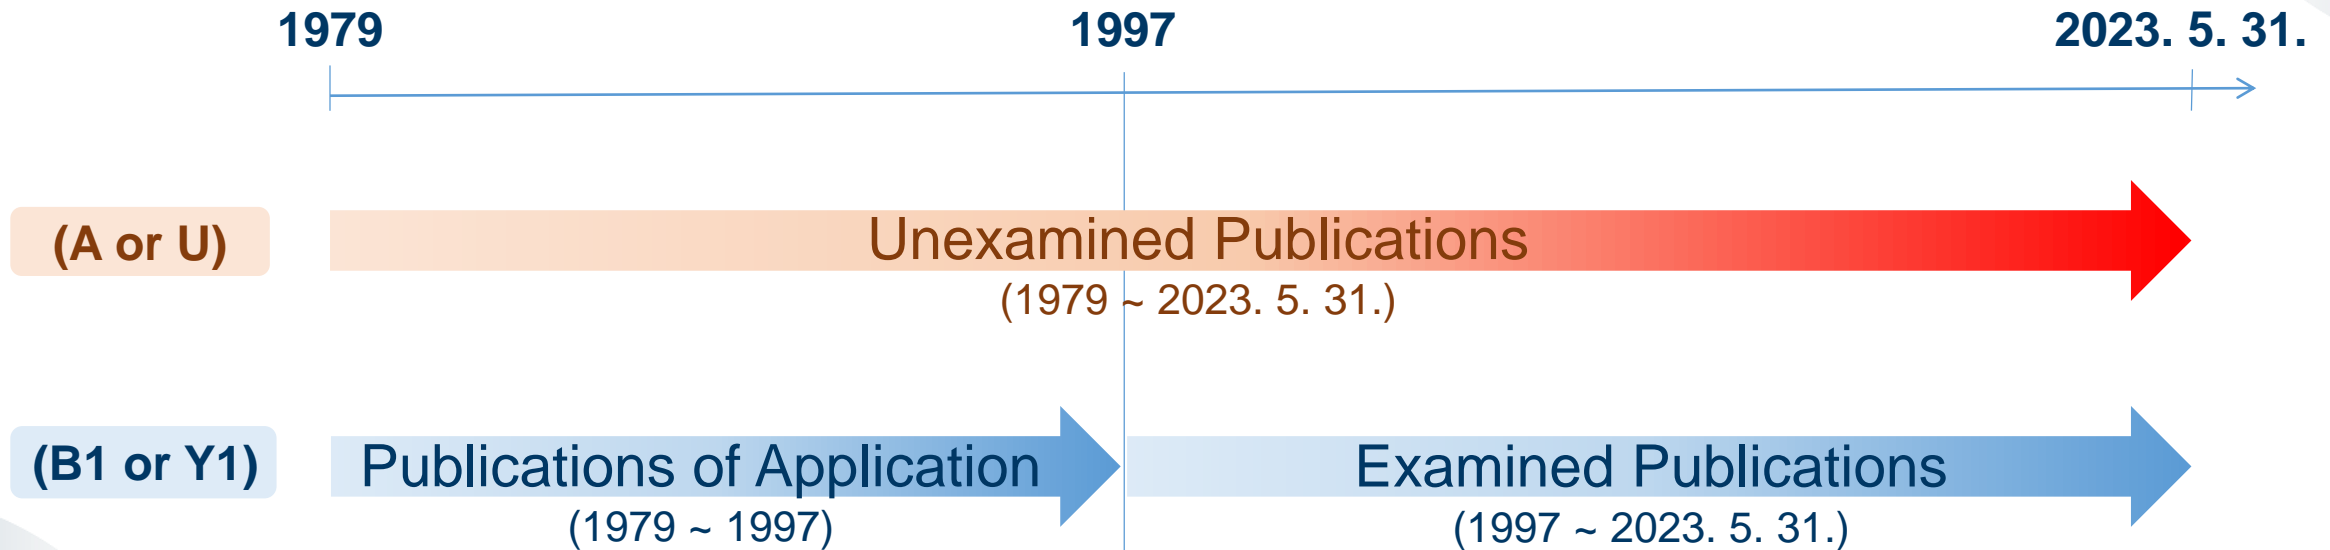 1979
1997
2023. 5. 31.
(A or U)
Unexamined Publications
(1979 ~ 2023. 5. 31.)
(B1 or Y1)
Publications of Application
(1979 ~ 1997)
Examined Publications
(1997 ~ 2023. 5. 31.)